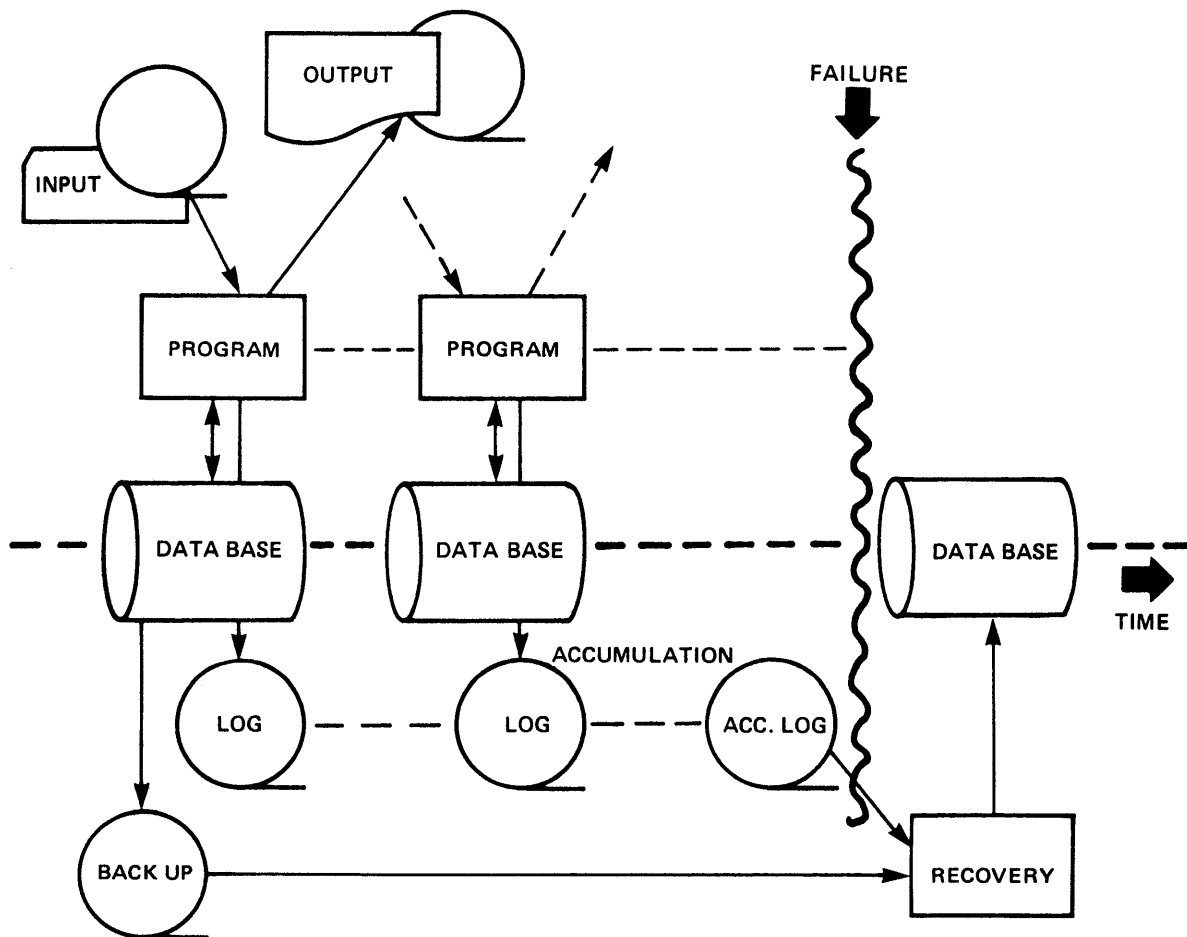 OUTPUT
FAILURE
INPUT
PROGRAM
PROGRAM
DATA BASE
DATA BASE
DATA BASE
TIME
ACCUMULATION
LOG
LOG
ACC. LOG
BACK UP
RECOVERY